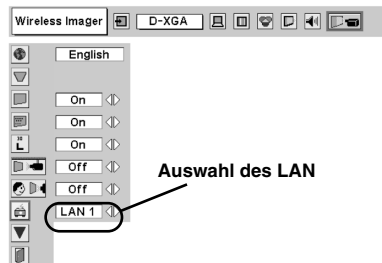 Wireless Imager D-XGA
English
On
On
On
Off
Off
LAN 1
Auswahl des LAN